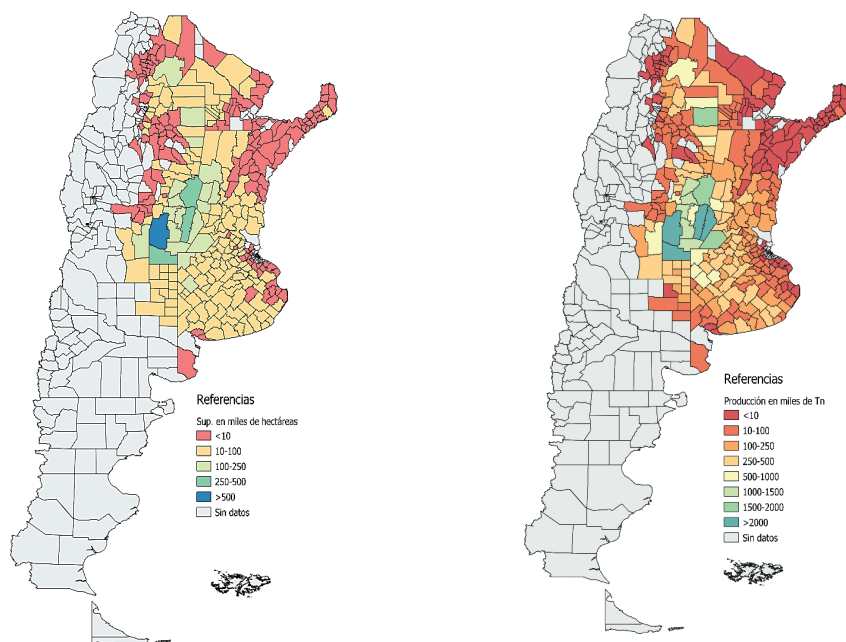 Referencias
Sup. en miles de hectáreas
<10
10-100
100-250
250-500
>500
Sin datos
Referencias
Producción en miles de Tn
<10
10-100
100-250
250-500
500-1000
1000-1500
1500-2000
>2000
Sin datos